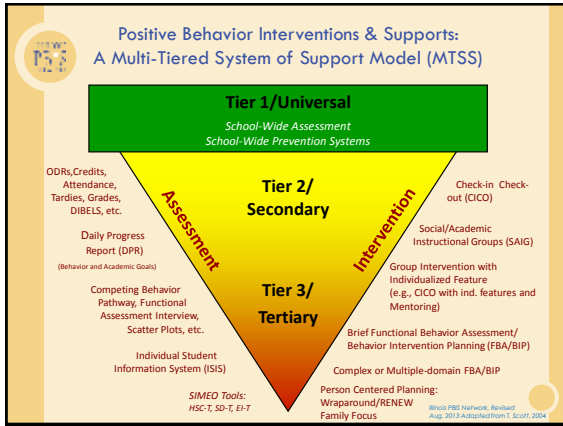 Positive Behavior Interventions & Supports:
A Multi-Tiered System of Support Model (MTSS)
Tier 1/Universal
School-Wide Assessment
School-Wide Prevention Systems
Assessment
ODRs,Credits,
Attendance,
Tardies, Grades,
DIBELS, etc.
Daily Progress
Report (DPR)
(Behavior and Academic Goals)
Competing Behavior
Pathway, Functional
Assessment Interview,
Scatter Plots, etc.
Individual Student
Information System (ISIS)
SIMEO Tools:
HSC-T, SD-T, EI-T
Tier 2/
Secondary
Tier 3/
Tertiary
Intervention
Check-in Check-
out (CICO)
Social/Academic
Instructional Groups (SAIG)
Group Intervention with
Individualized Feature
(e.g., CICO with ind. features and
Mentoring)
Brief Functional Behavior Assessment/
Behavior Intervention Planning (FBA/BIP)
Complex or Multiple-domain FBA/BIP
Person Centered Planning:
Wraparound/RENEW
Family Focus
Illinois PBIS Network, Revised
Aug. 2013 Adapted from T. Scott, 2004